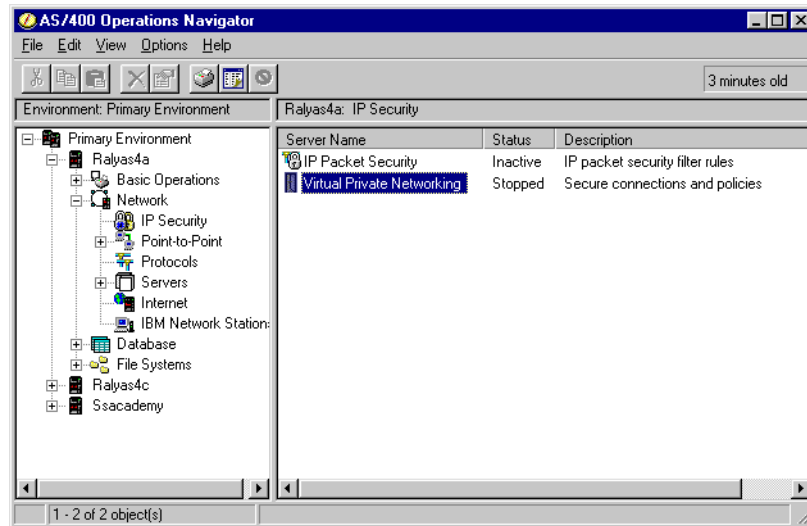 AS/400 Operations Navigator
File Edit View Options Help
3 minutes old
Environment: Primary Environment
Ralyas4a: IP Security
Primary Environment
Ralyas4a
Basic Operations
Network
IP Security
Point-to-Point
Protocols
Servers
Internet
IBM Network Station:
Database
File Systems
Ralyas4c
Ssacademy
Server Name Status Description
IP Packet Security Inactive IP packet security filter rules
Virtual Private Networking Stopped Secure connections and policies
1 - 2 of 2 object(s)